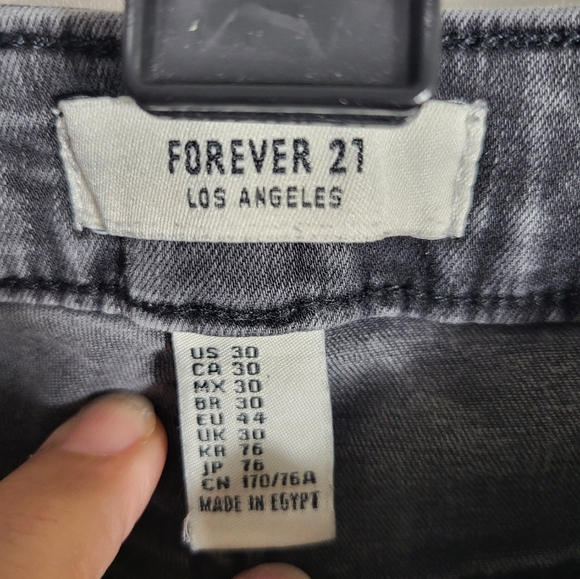 FOREVER 21
LOS ANGELES
US 30
CA 30
MX 30
BR 30
EU 44
UK 30
KR 76
JP 76
CN 170/76A
MADE IN EGYPT